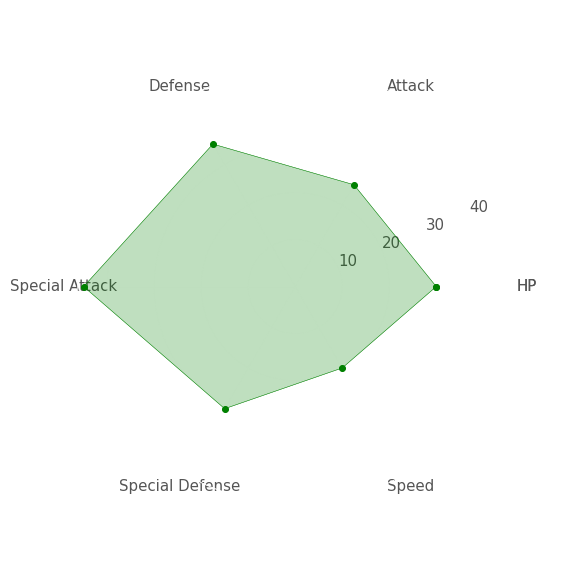 Defense
Attack
40
30
20
10
Special Attack
HP
Special Defense
Speed